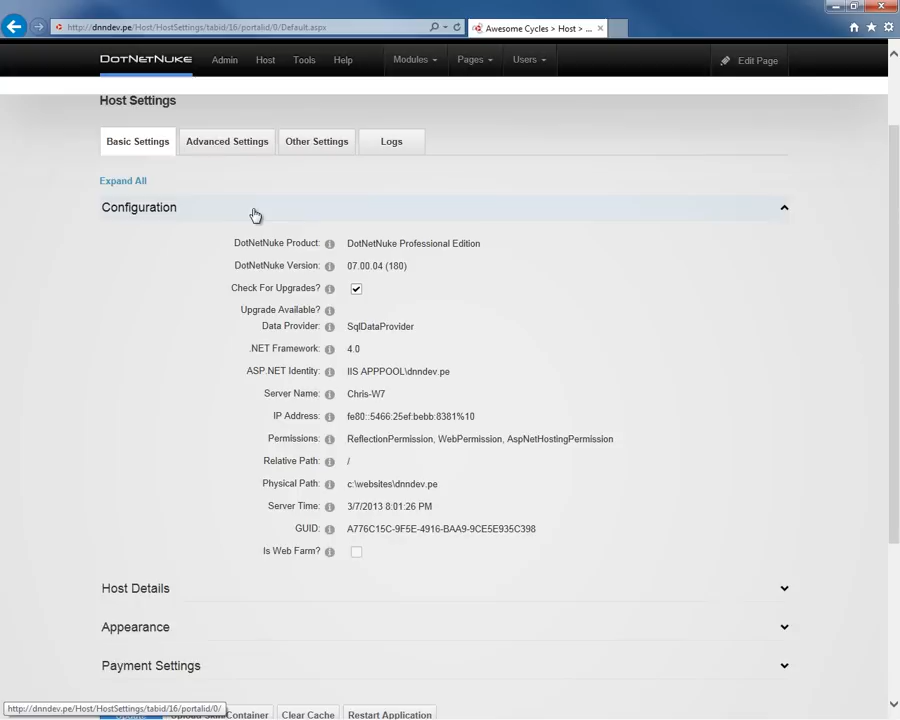 http://dnndev.pe/Host/HostSettings/tabid/16/portalid/0/Default.aspx
Awesome Cycles > Host > ...
DOTNETNUKE Admin Host Tools Help Modules Pages Users Edit Page
Host Settings
Basic Settings Advanced Settings Other Settings Logs
Expand All
Configuration
DotNetNuke Product: DotNetNuke Professional Edition
DotNetNuke Version: 07.00.04 (180)
Check For Upgrades?
Upgrade Available?
Data Provider: SqlDataProvider
.NET Framework: 4.0
ASP.NET Identity: IIS APPPOOL\dnndev.pe
Server Name: Chris-W7
IP Address: fe80::5466:25ef:bebb:8381%10
Permissions: ReflectionPermission, WebPermission, AspNetHostingPermission
Relative Path: /
Physical Path: c:\websites\dnndev.pe
Server Time: 3/7/2013 8:01:26 PM
GUID: A776C15C-9F5E-4916-BAA9-9CE5E935C398
Is Web Farm?
Host Details
Appearance
Payment Settings
http://dnndev.pe/Host/HostSettings/tabid/16/portalid/0/
Update Upload Skin/Container Clear Cache Restart Application